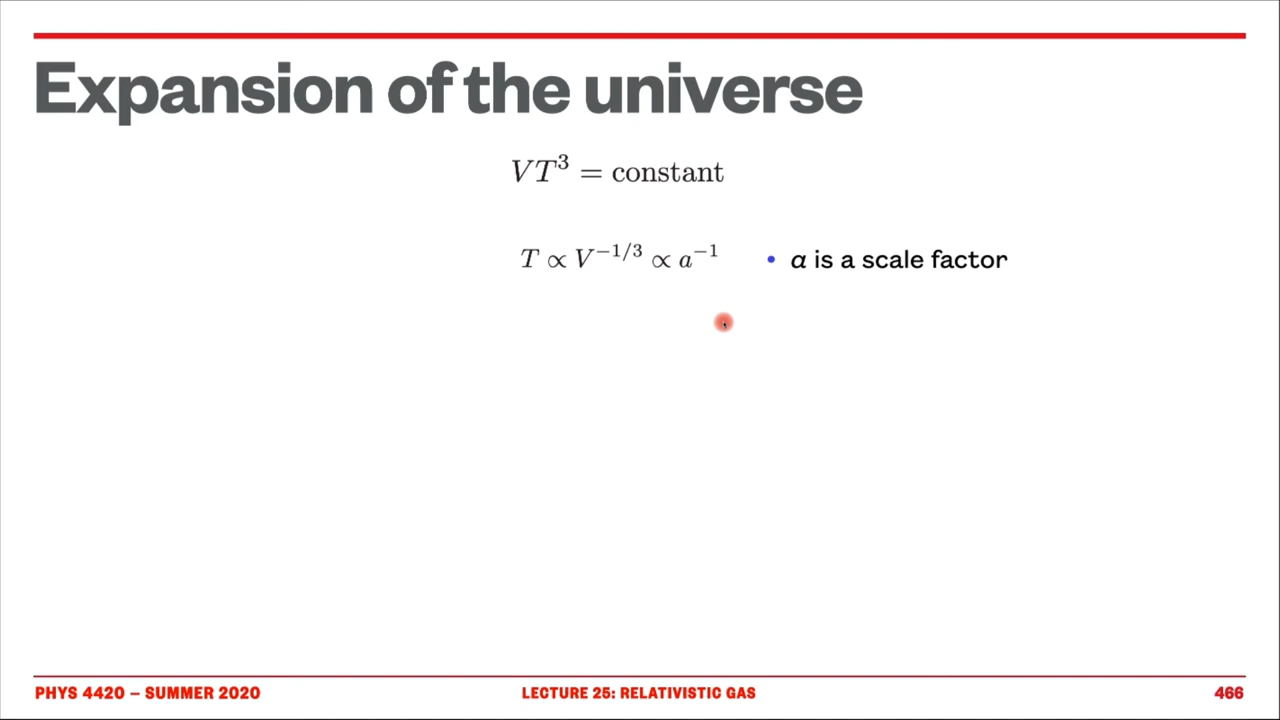 Expansion of the universe
VT³ = constant
T ∝ V^{−1/3} ∝ a^{−1} • a is a scale factor
PHYS 4420 – SUMMER 2020 LECTURE 25: RELATIVISTIC GAS 466